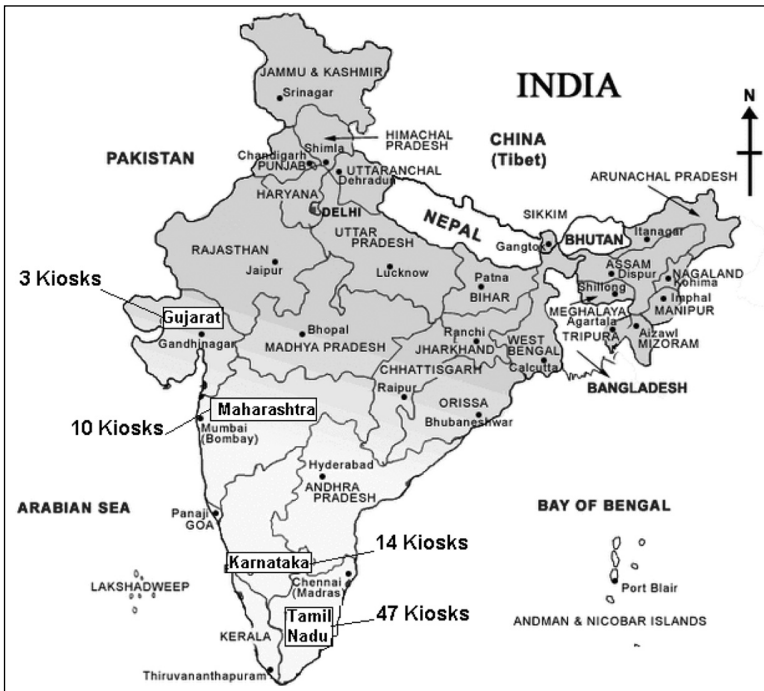 JAMMU & KASHMIR
Srinagar
INDIA
N
HIMACHAL
PRADESH
CHINA
(Tibet)
PAKISTAN
Shimla
Chandigarh
PUNJAB
UTTARANCHAL
Dehradun
ARUNACHAL PRADESH
HARYANA
DELHI
NEPAL
SIKKIM
Gangtok
BHUTAN
Itanagar
RAJASTHAN
Jaipur
UTTAR
PRADESH
Lucknow
ASSAM
Dispur
NAGALAND
Kohima
3 Kiosks
Patna
BIHAR
Shillong
MEGHALAYA
Imphal
MANIPUR
Gujarat
Gandhinagar
Bhopal
MADHYA PRADESH
Ranchi
JHARKHAND
WEST
BENGAL
Calcutta
Agartala
TRIPURA
Aizawl
MIZORAM
CHHATTISGARH
Raipur
BANGLADESH
Maharashtra
10 Kiosks
Mumbai
(Bombay)
ORISSA
Bhubaneshwar
Hyderabad
ANDHRA
PRADESH
ARABIAN SEA
Panaji
GOA
BAY OF BENGAL
14 Kiosks
Karnataka
LAKSHADWEEP
Chennai
(Madras)
Port Blair
47 Kiosks
Tamil
Nadu
KERALA
ANDMAN & NICOBAR ISLANDS
Thiruvananthapuram